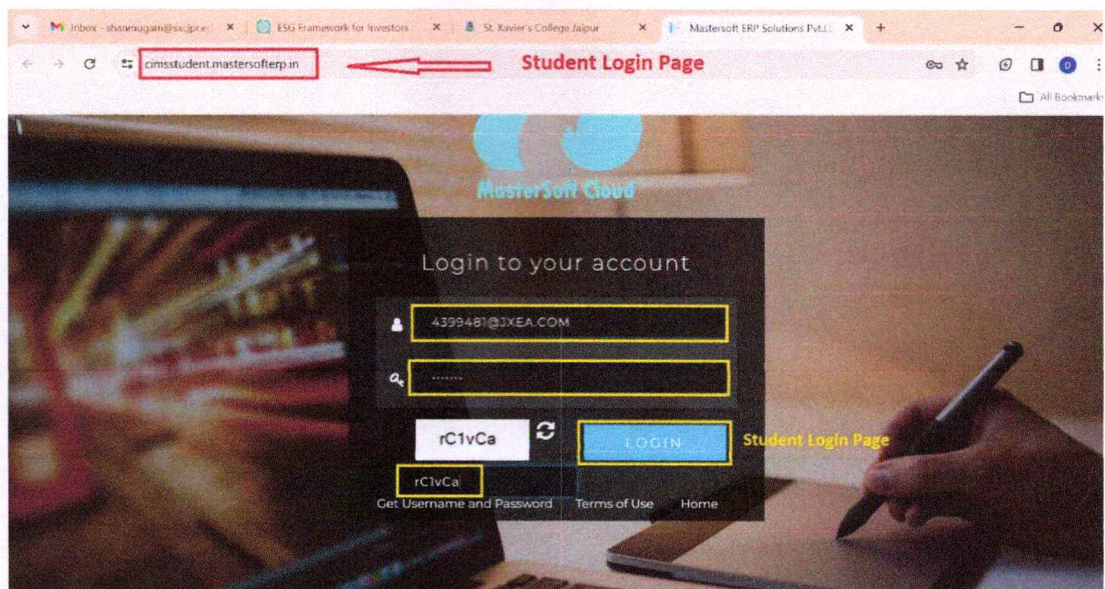 Inbox - shanmugam@sxcjpr.e
ESG Framework for Investors
St. Xavier's College Jaipur
Mastersoft ERP Solutions Pvt.
cimsstudent.mastersofterp.in
Student Login Page
All Bookmarks
MasterSoft Cloud
Login to your account
4399481@JXEA.COM
rC1vCa
LOGIN
Student Login Page
rC1vCa
Get Username and Password Terms of Use Home